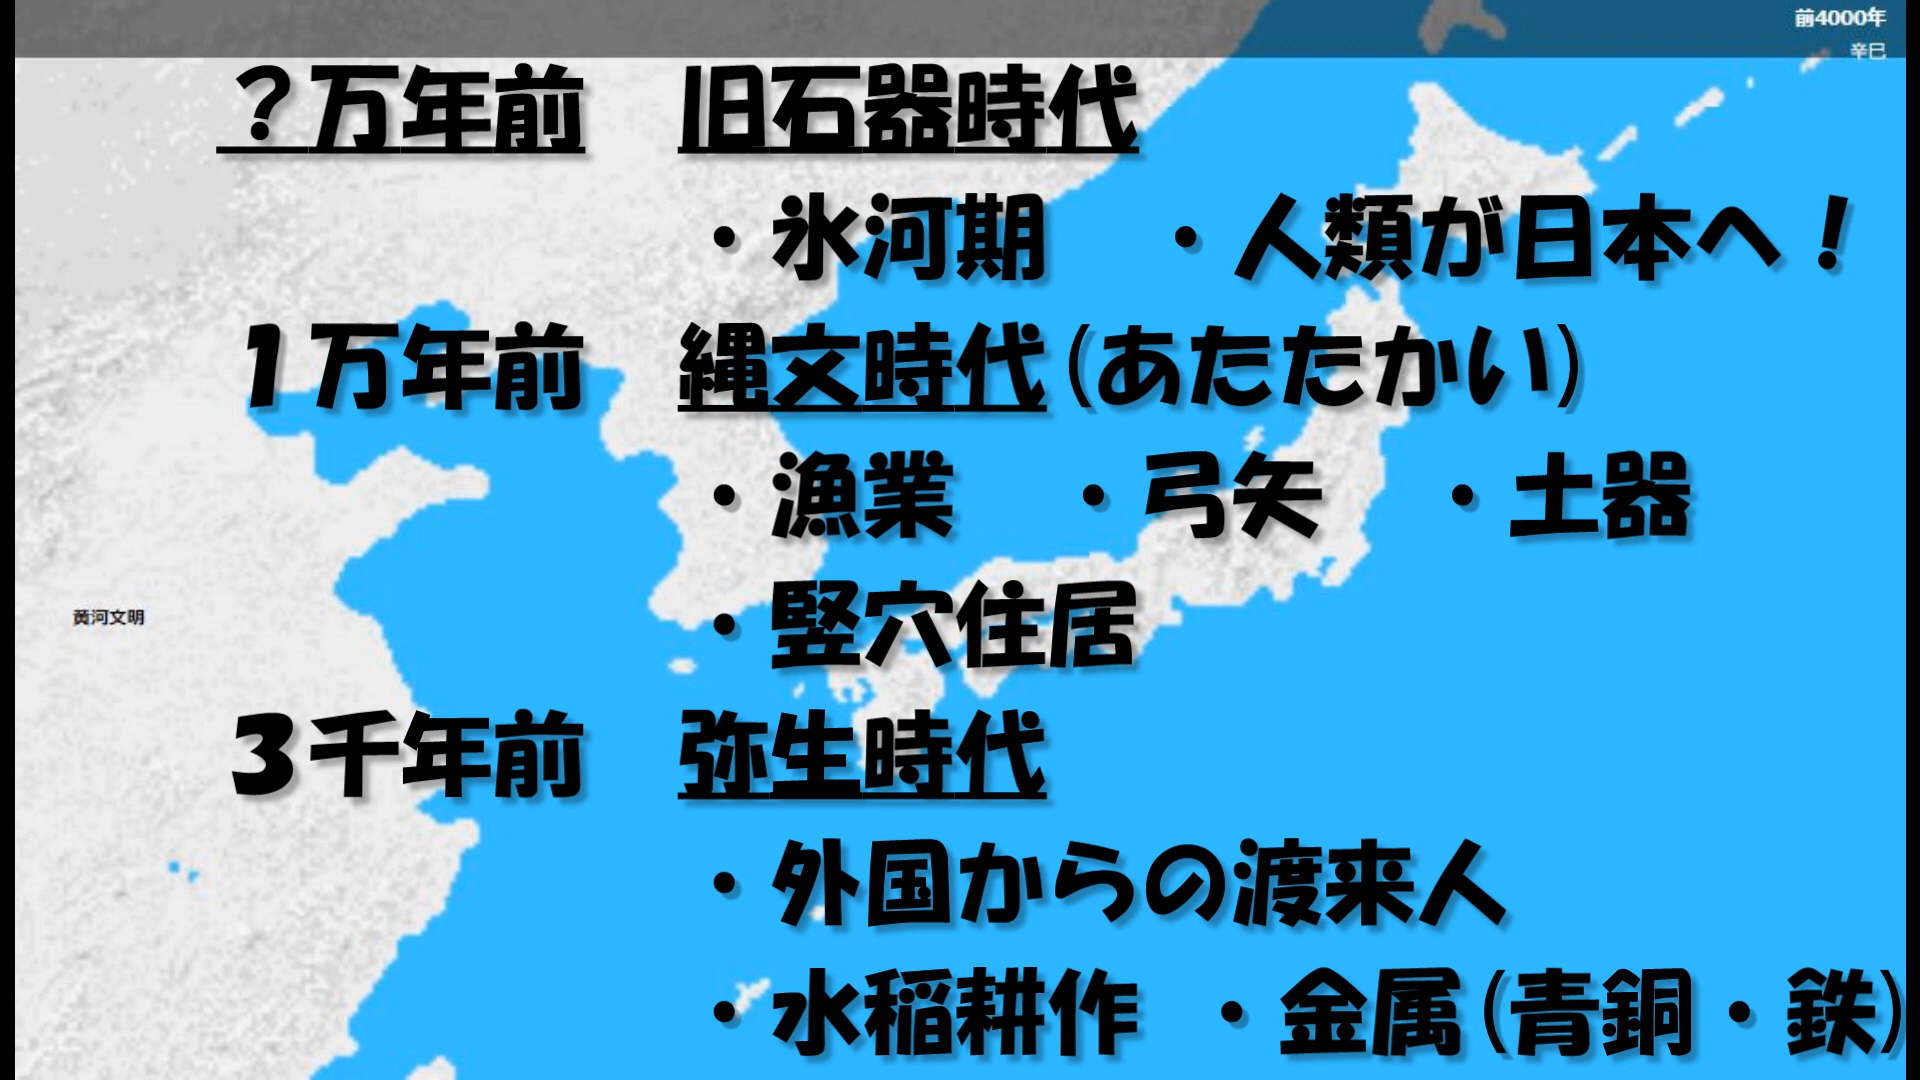 前4000年
辛巳
？万年前　旧石器時代
・氷河期　・人類が日本へ！
１万年前　縄文時代(あたたかい)
・漁業　・弓矢　・土器
・竪穴住居
黄河文明
３千年前　弥生時代
・外国からの渡来人
・水稲耕作　・金属(青銅・鉄)